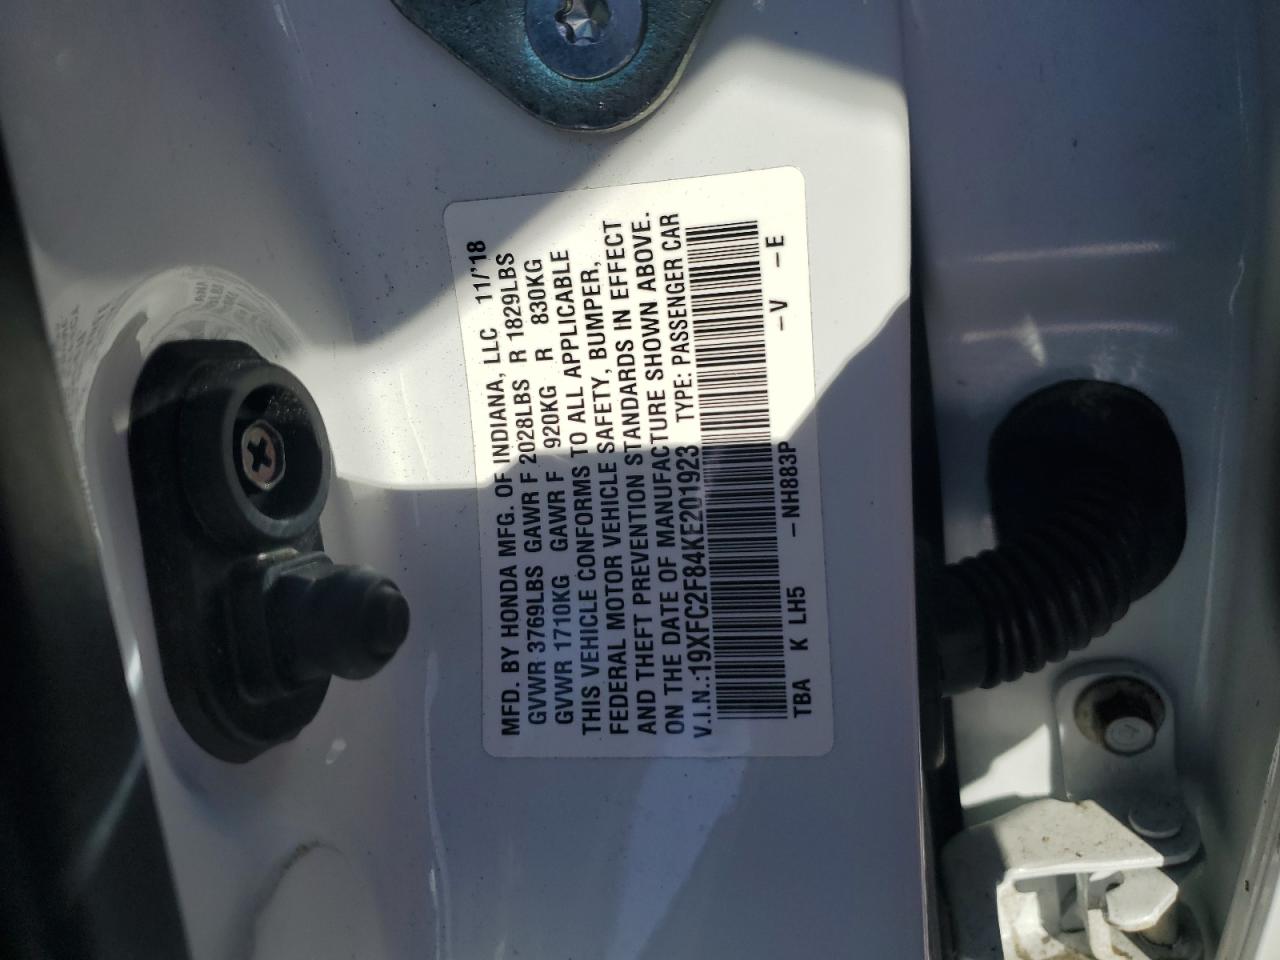 MFD. BY HONDA MFG. OF INDIANA, LLC 11/'18
GVWR 3769LBS GAWR F 2028LBS R 1829LBS
GVWR 1710KG GAWR F 920KG R 830KG
THIS VEHICLE CONFORMS TO ALL APPLICABLE
FEDERAL MOTOR VEHICLE SAFETY, BUMPER,
AND THEFT PREVENTION STANDARDS IN EFFECT
ON THE DATE OF MANUFACTURE SHOWN ABOVE.
V.I.N.:19XFC2F84KE201923 TYPE: PASSENGER CAR
TBA K LH5 –NH883P –V –E